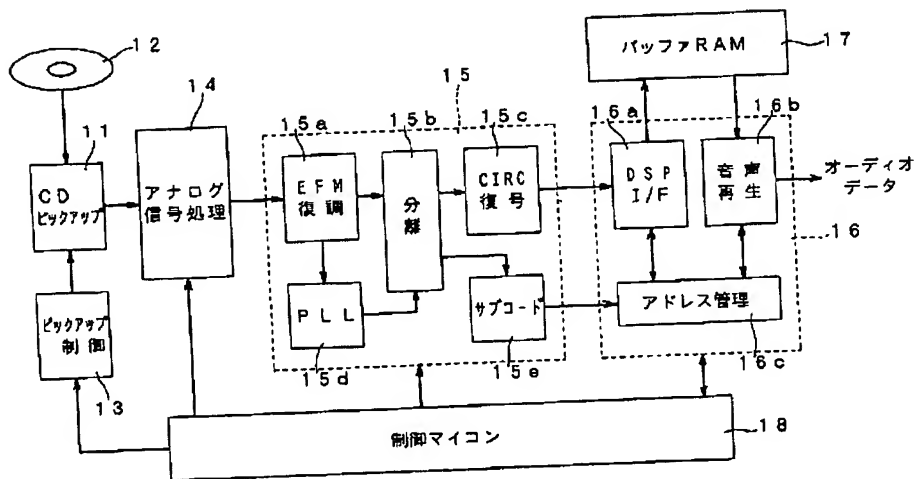 12
バッファRAM
17
14
15
11
15a
15b
15c
16a
16b
CD
ピックアップ
アナログ
信号処理
EFM
復調
分離
CIRC
復号
DSP
I/F
音声
再生
オーディオ
データ
16
ピックアップ
制御
PLL
サブコード
アドレス管理
13
15d
15e
16c
制御マイコン
18